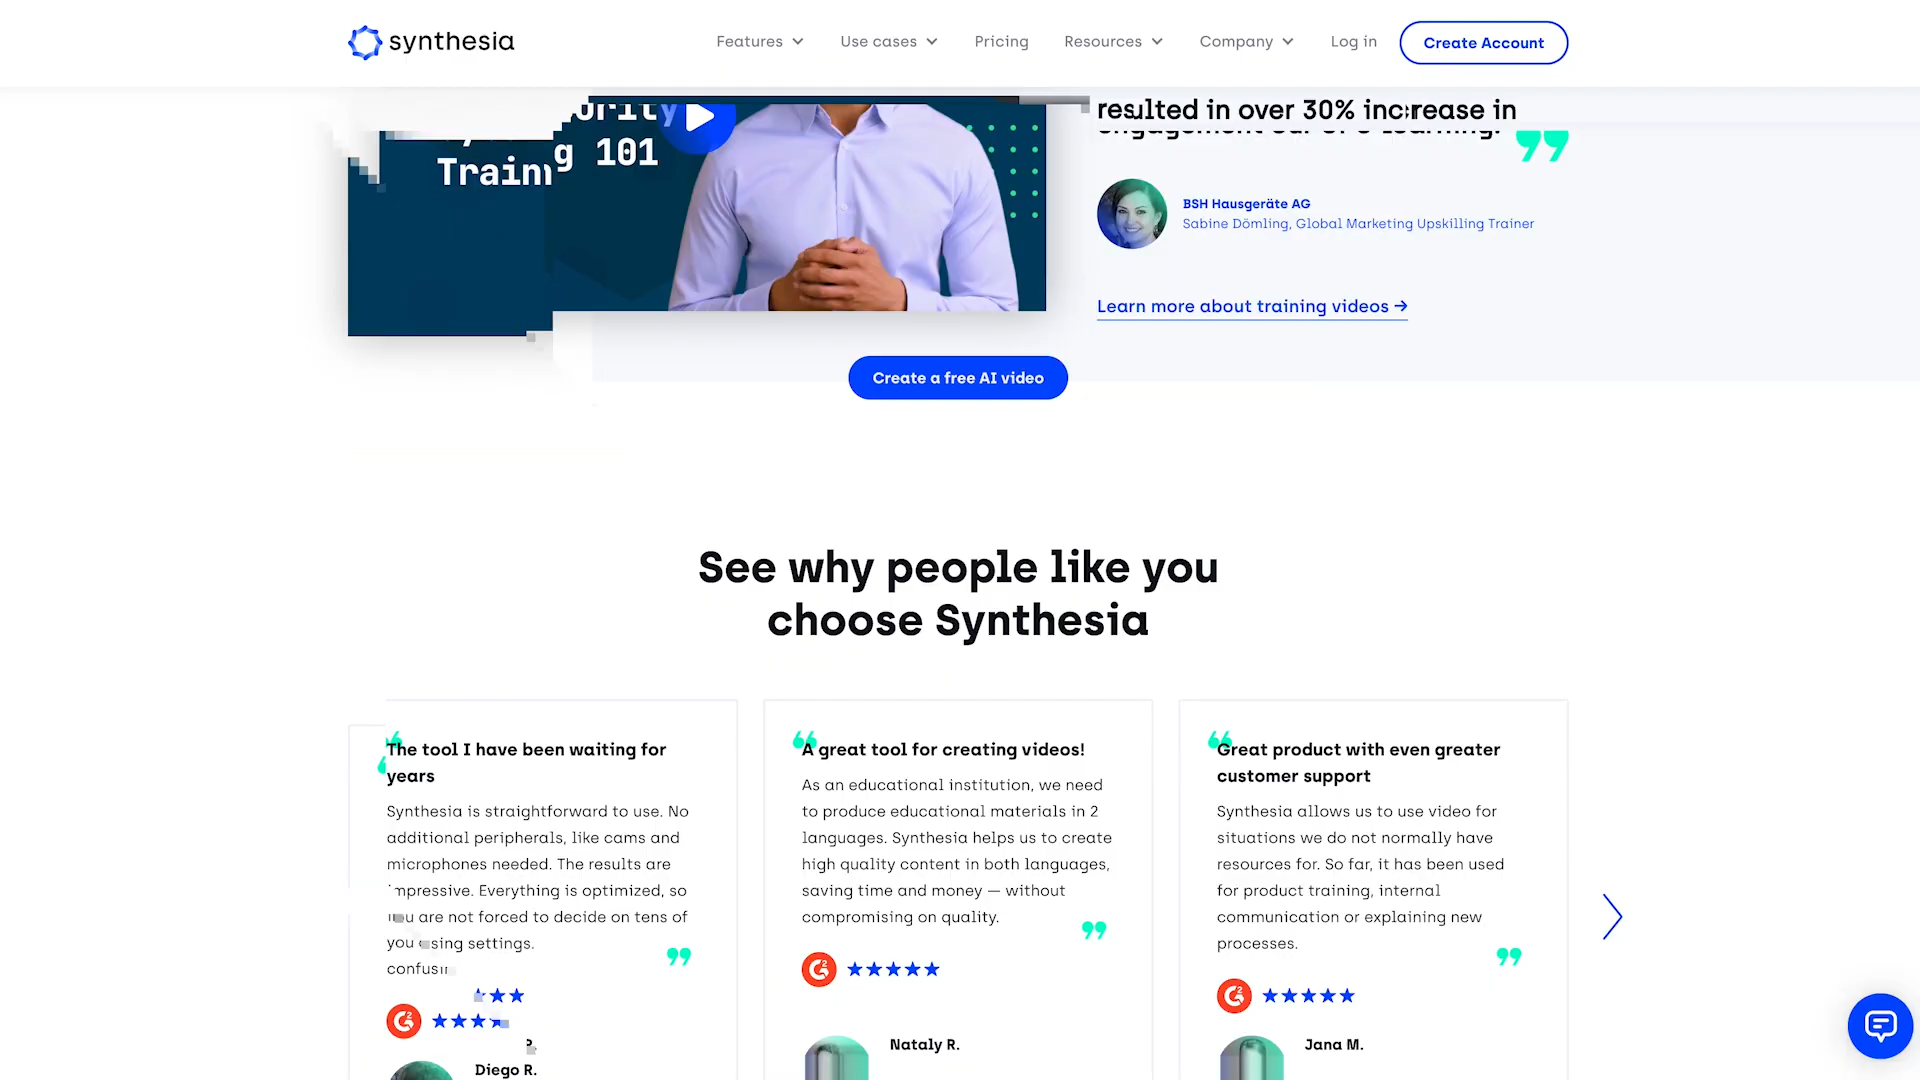 synthesia
Features
Use cases
Pricing
Resources
Company
Log in
Create Account
Training 101
resulted in over 30% increase in
BSH Hausgeräte AG
Sabine Dömling, Global Marketing Upskilling Trainer
Learn more about training videos →
Create a free AI video
See why people like you
choose Synthesia
The tool I have been waiting for
years
Synthesia is straightforward to use. No
additional peripherals, like cams and
microphones needed. The results are
impressive. Everything is optimized, so
you are not forced to decide on tens of
settings.
Diego R.
A great tool for creating videos!
As an educational institution, we need
to produce educational materials in 2
languages. Synthesia helps us to create
high quality content in both languages,
saving time and money — without
compromising on quality.
Nataly R.
Great product with even greater
customer support
Synthesia allows us to use video for
situations we do not normally have
resources for. So far, it has been used
for product training, internal
communication or explaining new
processes.
Jana M.